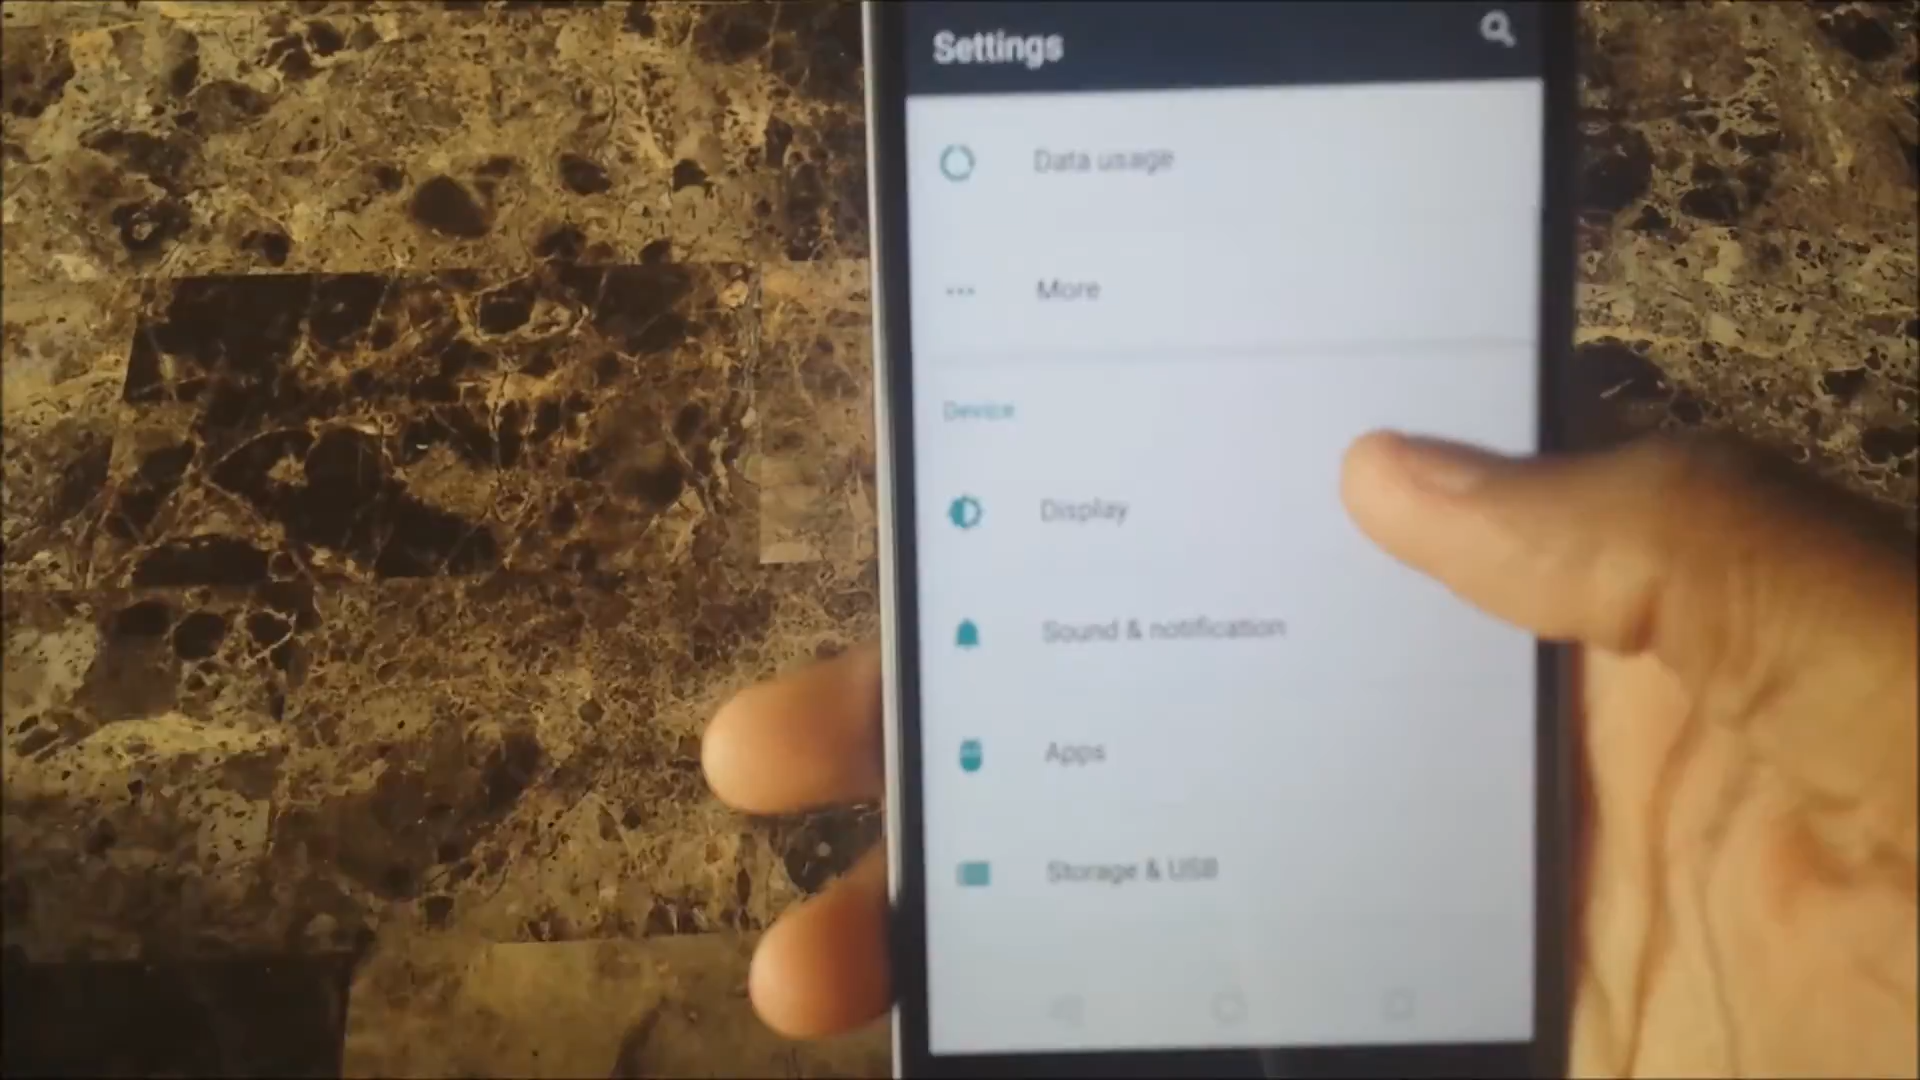 Settings
Data usage
More
Device
Display
Sound & notification
Apps
Storage & USB